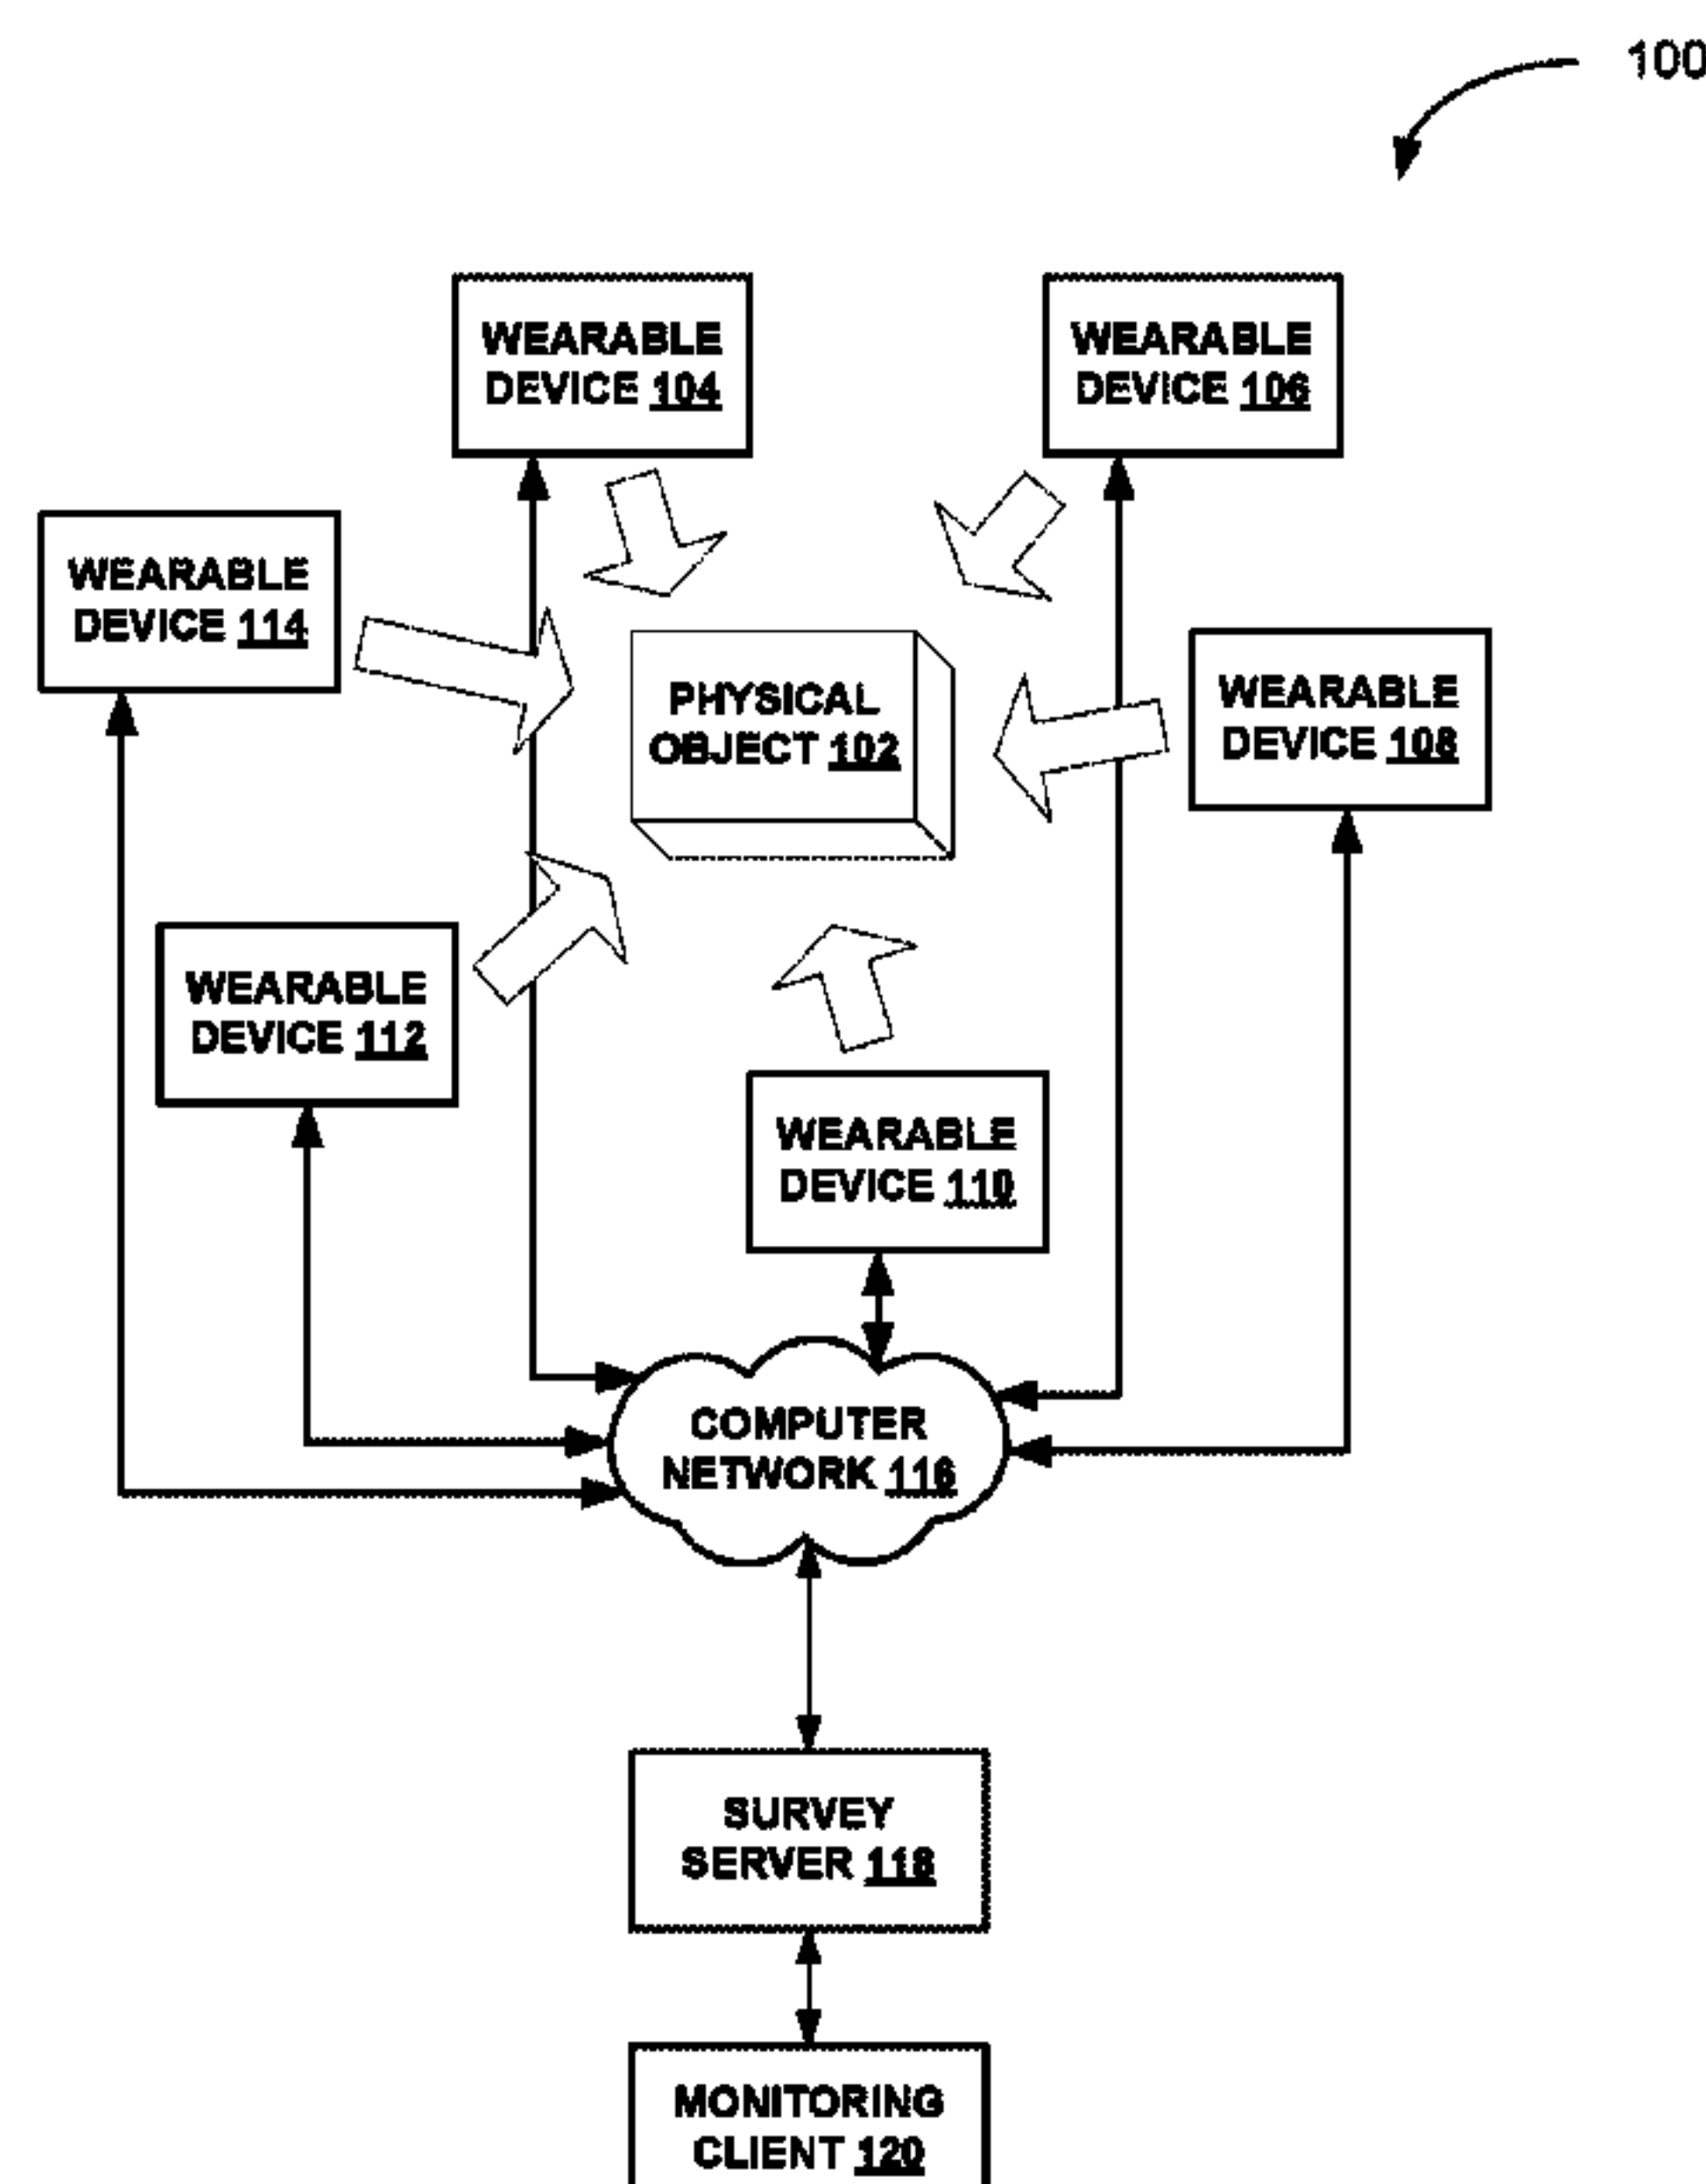 100
WEARABLE
DEVICE 104
WEARABLE
DEVICE 106
WEARABLE
DEVICE 114
PHYSICAL
OBJECT 102
WEARABLE
DEVICE 108
WEARABLE
DEVICE 112
WEARABLE
DEVICE 110
COMPUTER
NETWORK 116
SURVEY
SERVER 118
MONITORING
CLIENT 120